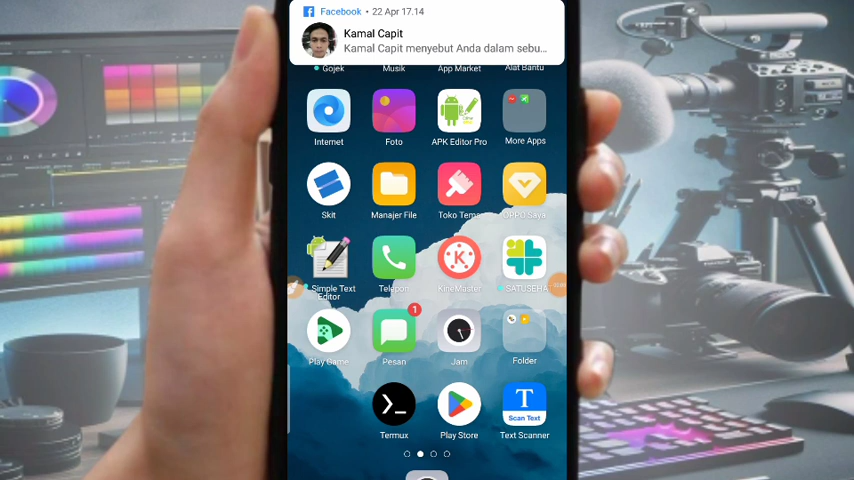 Facebook • 22 Apr 17.14
Kamal Capit
Kamal Capit menyebut Anda dalam sebu...
Gojek
Musik
App Market
Alat Bantu
Internet
Foto
APK Editor Pro
More Apps
Skit
Manajer File
Toko Tema
OPPO Saya
Simple Text
Editor
Telepon
KineMaster
SATUSEHA
Play Game
1
Pesan
Jam
Folder
Termux
Play Store
T
Scan Text
Text Scanner